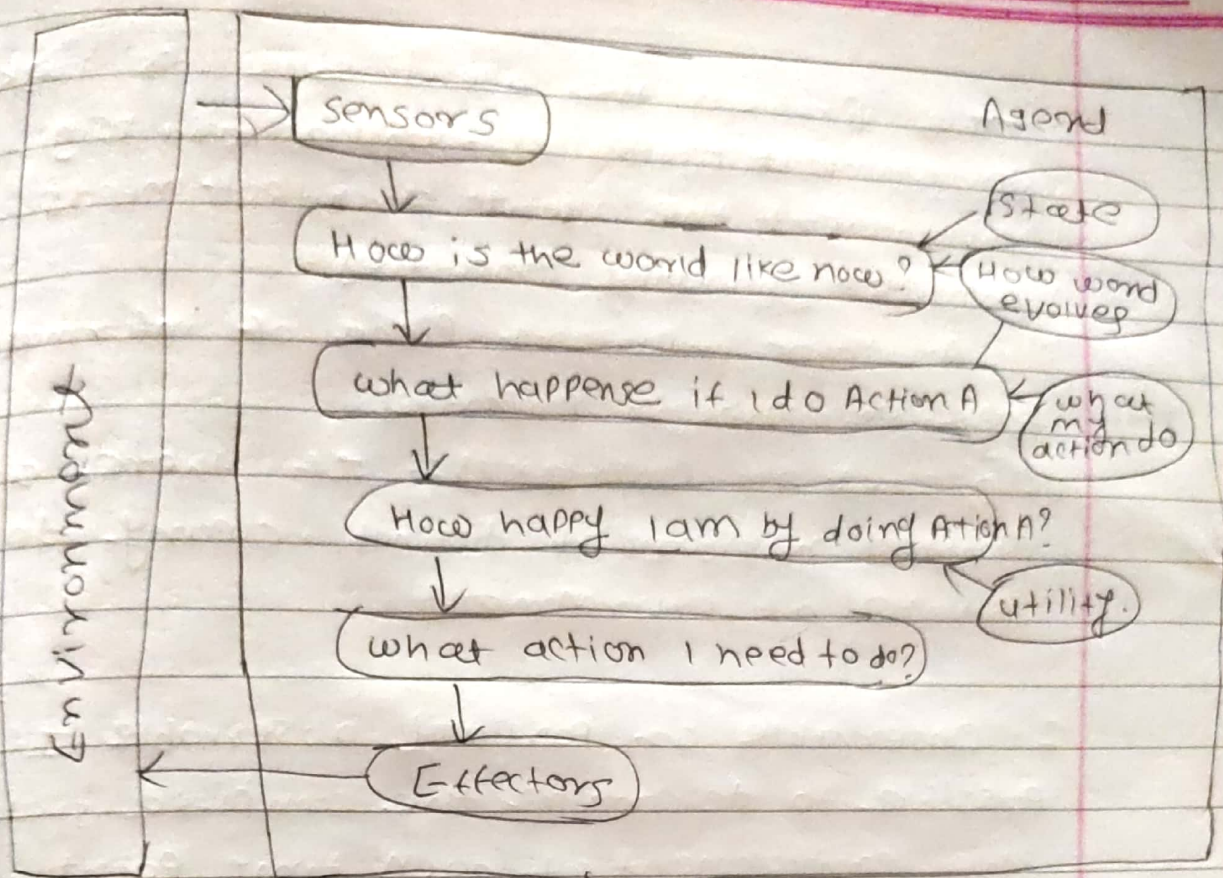 Environment
Sensors
Agent
State
How is the world like now?
How word
evolves
what happense if I do Action A
what
my
action do
How happy I am by doing Action A?
utility.
what action I need to do?
Effectors